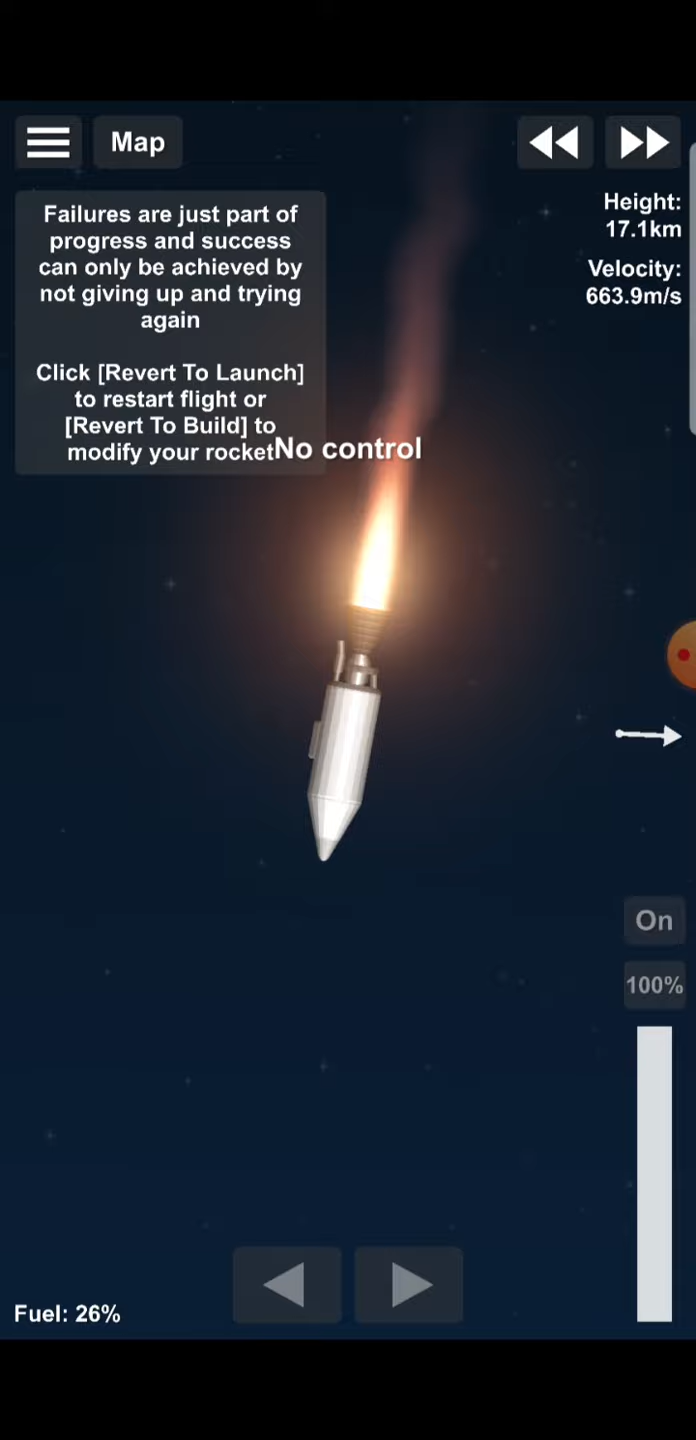 Map
Failures are just part of
progress and success
can only be achieved by
not giving up and trying
again
Click [Revert To Launch]
to restart flight or
[Revert To Build] to
modify your rocket
No control
Height:
17.1km
Velocity:
663.9m/s
On
100%
Fuel: 26%